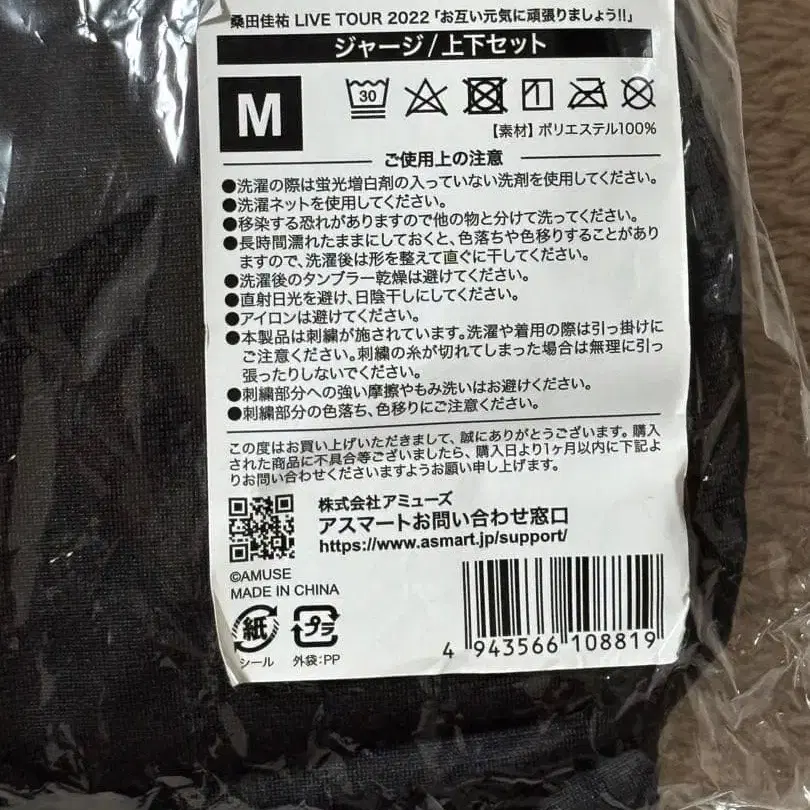 桑田佳祐 LIVE TOUR 2022「お互い元気に頑張りましょう!!」
ジャージ/上下セット
M
30
【素材】ポリエステル100%
ご使用上の注意
●洗濯の際は蛍光増白剤の入っていない洗剤を使用してください。
●洗濯ネットを使用してください。
●移染する恐れがありますので他の物と分けて洗ってください。
●長時間濡れたままにしておくと、色落ちや色移りすることがあり
ますので、洗濯後は形を整えて直ぐに干してください。
●洗濯後のタンブラー乾燥は避けてください。
●直射日光を避け、日陰干しにしてください。
●アイロンは避けてください。
●本製品は刺繍が施されています。洗濯や着用の際は引っ掛けに
ご注意ください。刺繍の糸が切れてしまった場合は無理に引っ
張ったりしないでください。
●刺繍部分への強い摩擦やもみ洗いはお避けください。
●刺繍部分の色落ち、色移りにご注意ください。
この度はお買い上げいただきまして、誠にありがとうございます。購入
された商品に不具合等ございましたら、購入日より1ヶ月以内に下記よ
りお問い合わせくださいますようお願い申し上げます。
株式会社アミューズ
アスマートお問い合わせ窓口
https://www.asmart.jp/support/
©AMUSE
MADE IN CHINA
紙
シール
プラ
外袋:PP
4 943566 108819